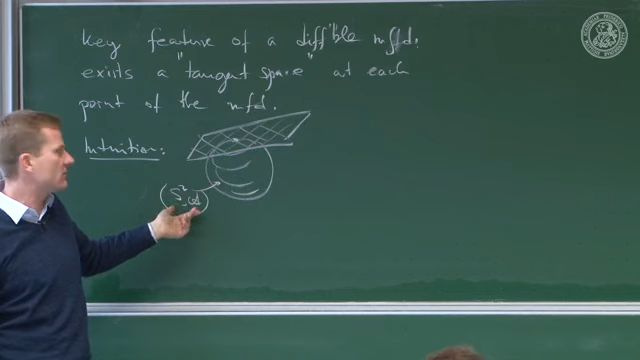 Key feature of a diff'ble mfd.
exists a "tangent space" at each
point of the mfd.
Intuition:
(S²,